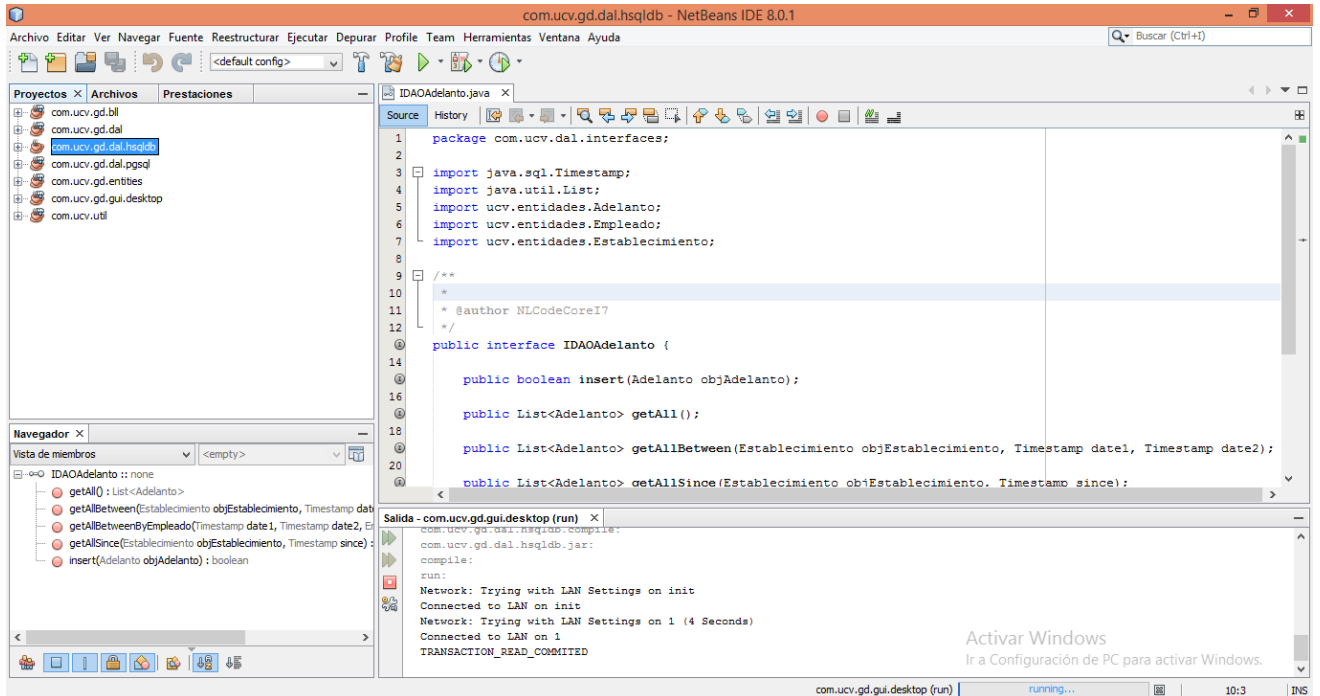 com.ucv.gd.dal.hsqldb - NetBeans IDE 8.0.1
Archivo Editar Ver Navegar Fuente Reestructurar Ejecutar Depurar Profile Team Herramientas Ventana Ayuda
Buscar (Ctrl+I)
<default config>
Proyectos Archivos Prestaciones
com.ucv.gd.bll
com.ucv.gd.dal
com.ucv.gd.dal.hsqldb
com.ucv.gd.dal.pgsql
com.ucv.gd.entities
com.ucv.gd.gui.desktop
com.ucv.util
Navegador
Vista de miembros <empty>
IDAOAdelanto :: none
getAll() : List<Adelanto>
getAllBetween(Establecimiento objEstablecimiento, Timestamp dat
getAllBetweenByEmpleado(Timestamp date1, Timestamp date2, Em
getAllSince(Establecimiento objEstablecimiento, Timestamp since) :
insert(Adelanto objAdelanto) : boolean
IDAOAdelanto.java
Source History
1 package com.ucv.dal.interfaces;
2
3 import java.sql.Timestamp;
4 import java.util.List;
5 import ucv.entidades.Adelanto;
6 import ucv.entidades.Empleado;
7 import ucv.entidades.Establecimiento;
8
9 /**
10 *
11 * @author NLCodeCoreI7
12 */
public interface IDAOAdelanto {
14
public boolean insert(Adelanto objAdelanto);
16
public List<Adelanto> getAll();
18
public List<Adelanto> getAllBetween(Establecimiento objEstablecimiento, Timestamp date1, Timestamp date2);
20
public List<Adelanto> getAllSince(Establecimiento objEstablecimiento, Timestamp since);
Salida - com.ucv.gd.gui.desktop (run)
com.ucv.gd.dal.hsqldb.compile:
com.ucv.gd.dal.hsqldb.jar:
compile:
run:
Network: Trying with LAN Settings on init
Connected to LAN on init
Network: Trying with LAN Settings on 1 (4 Seconds)
Connected to LAN on 1
TRANSACTION_READ_COMMITED
Activar Windows
Ir a Configuración de PC para activar Windows.
com.ucv.gd.gui.desktop (run) running... 10:3 INS